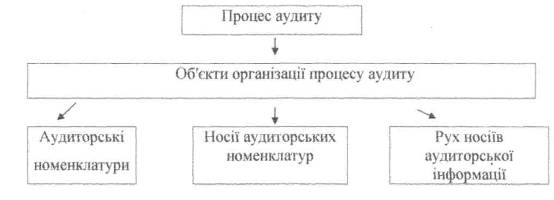 Процес аудиту
Об'єкти організації процесу аудиту
Аудиторські
номенклатури
Носії аудиторських
номенклатур
Рух носіїв
аудиторської
інформації